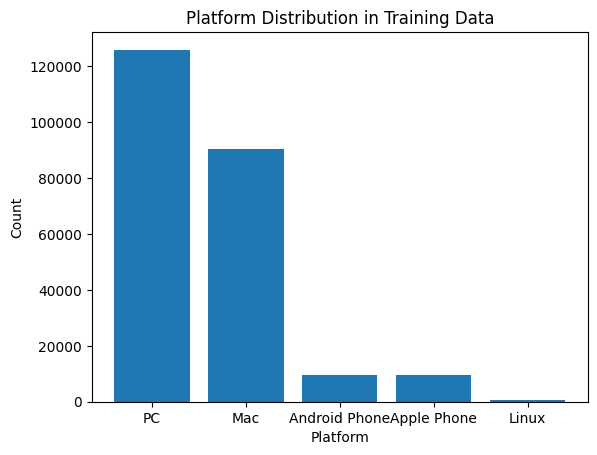 Platform Distribution in Training Data
120000
100000
80000
60000
40000
20000
0
Count
PC Mac Android Phone Apple Phone Linux
Platform